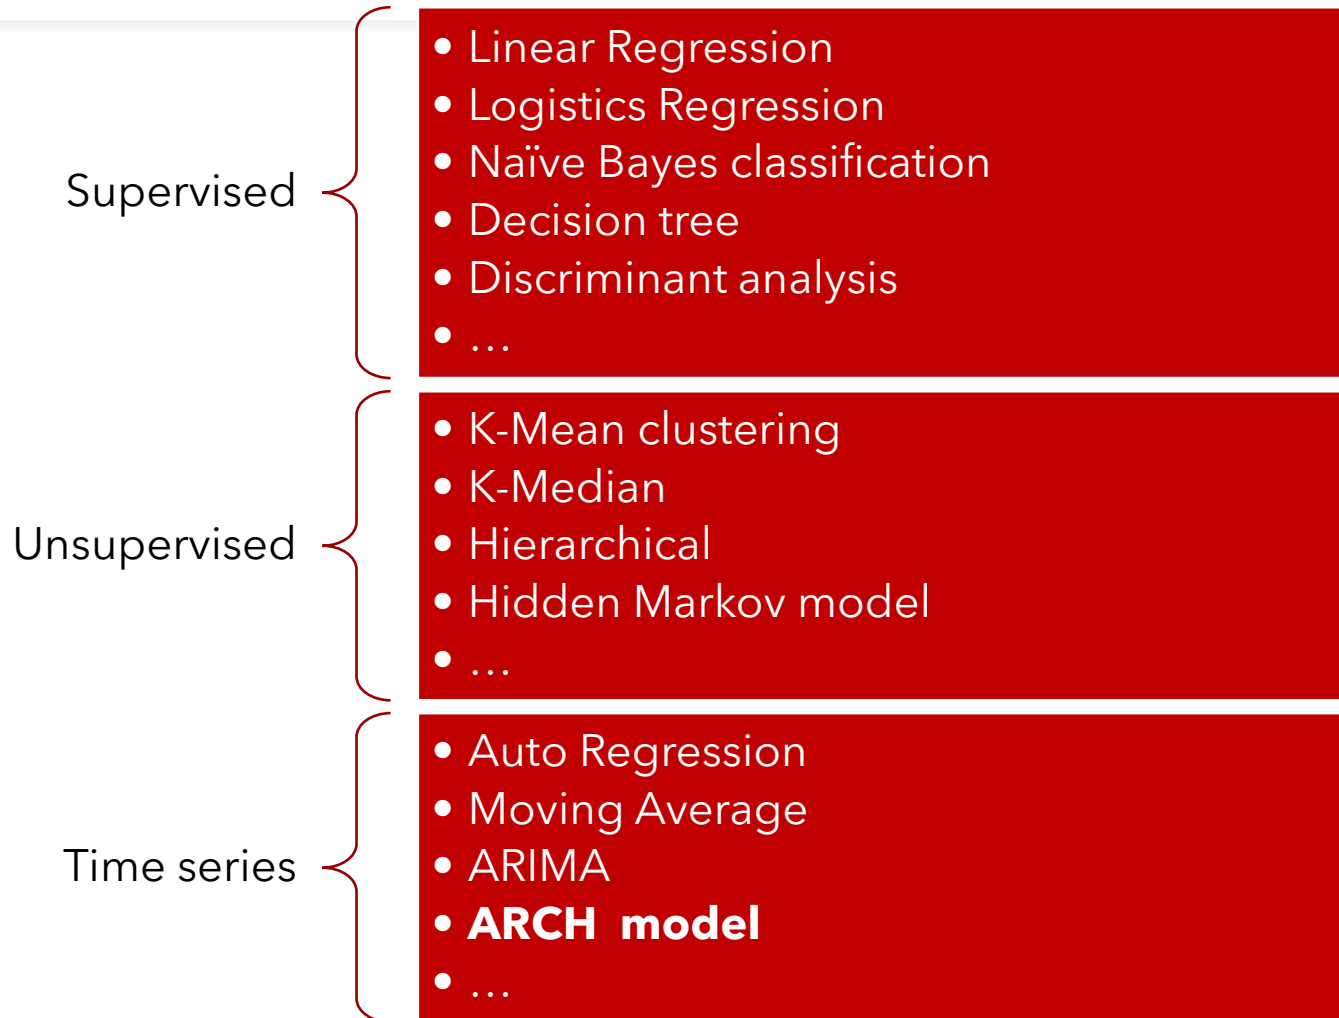 Supervised
• Linear Regression
• Logistics Regression
• Naïve Bayes classification
• Decision tree
• Discriminant analysis
• …
Unsupervised
• K-Mean clustering
• K-Median
• Hierarchical
• Hidden Markov model
• …
Time series
• Auto Regression
• Moving Average
• ARIMA
• ARCH model
• …